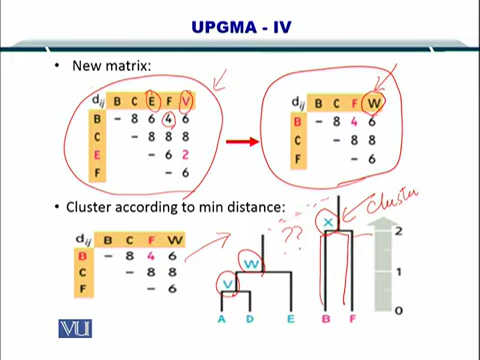 UPGMA - IV
• New matrix:
dij B C E F V
B - 8 6 4 6
C - 8 8 8
E - 6 2
F - 6
dij B C F W
B - 8 4 6
C - 8 8
F - 6
• Cluster according to min distance:
dij B C F W
B - 8 4 6
C - 8 8
F - 6
??
cluster
X
W
V
2
1
0
A D E B F
VU